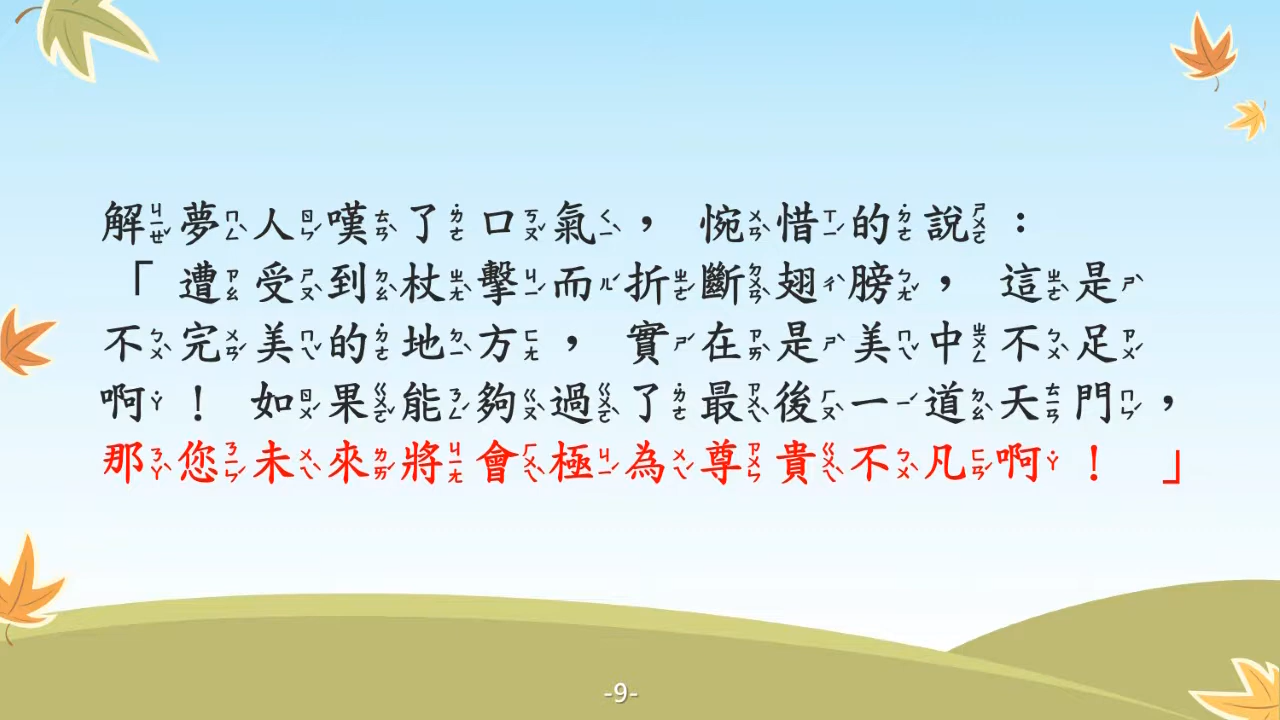 解夢人嘆了口氣，惋惜的說：
「遭受到杖擊而折斷翅膀，這是
不完美的地方，實在是美中不足
啊！如果能夠過了最後一道天門，
那您未來將會極為尊貴不凡啊！」
-9-